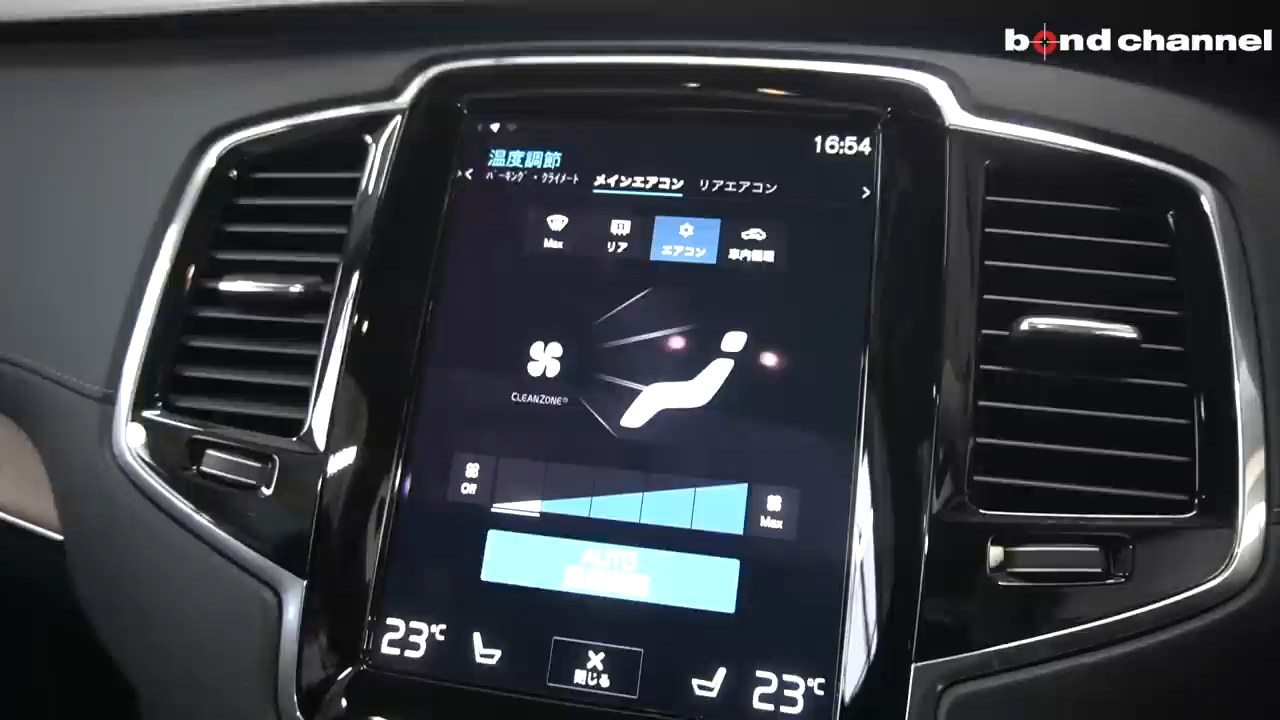 bond channel
16:54
温度調節
パーキング・クライメート メインエアコン リアエアコン
Max リア エアコン 車内循環
CLEANZONE®
Off
Max
AUTO
23℃ 23℃
閉じる